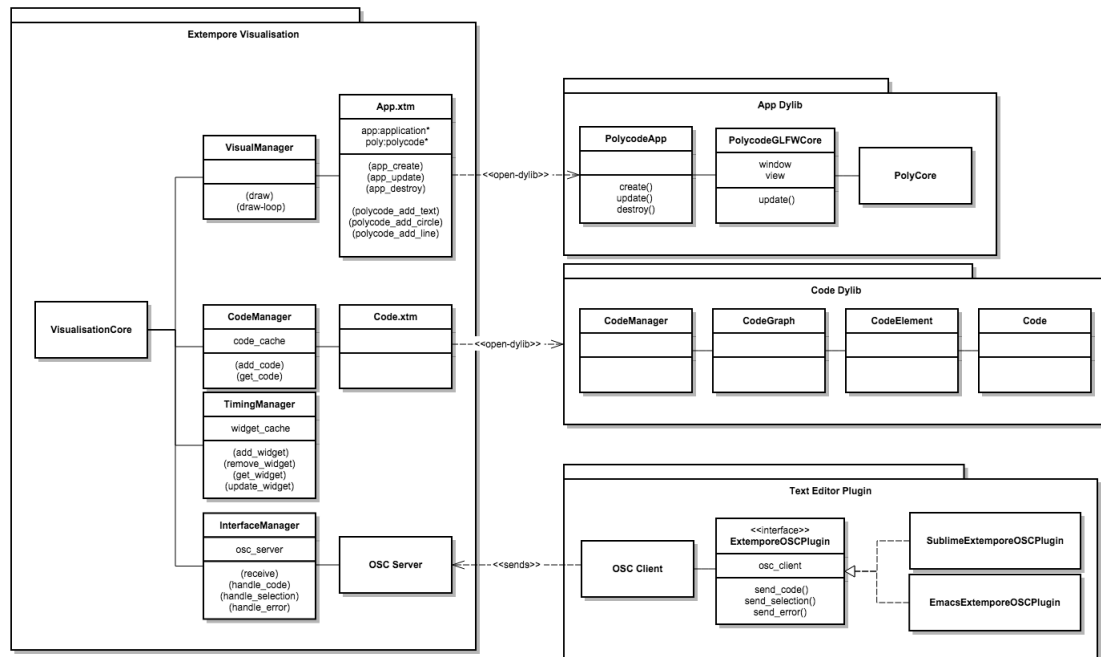 Extempore Visualisation
VisualManager
(draw)
(draw-loop)
App.xtm
app:application*
poly:polycode*
(app_create)
(app_update)
(app_destroy)
(polycode_add_text)
(polycode_add_circle)
(polycode_add_line)
VisualisationCore
CodeManager
code_cache
(add_code)
(get_code)
Code.xtm
TimingManager
widget_cache
(add_widget)
(remove_widget)
(get_widget)
(update_widget)
InterfaceManager
osc_server
(receive)
(handle_code)
(handle_selection)
(handle_error)
OSC Server
<<open-dylib>>
<<open-dylib>>
<<sends>>
App Dylib
PolycodeApp
create()
update()
destroy()
PolycodeGLFWCore
window
view
update()
PolyCore
Code Dylib
CodeManager
CodeGraph
CodeElement
Code
Text Editor Plugin
OSC Client
<<interface>>
ExtemporeOSCPlugin
osc_client
send_code()
send_selection()
send_error()
SublimeExtemporeOSCPlugin
EmacsExtemporeOSCPlugin